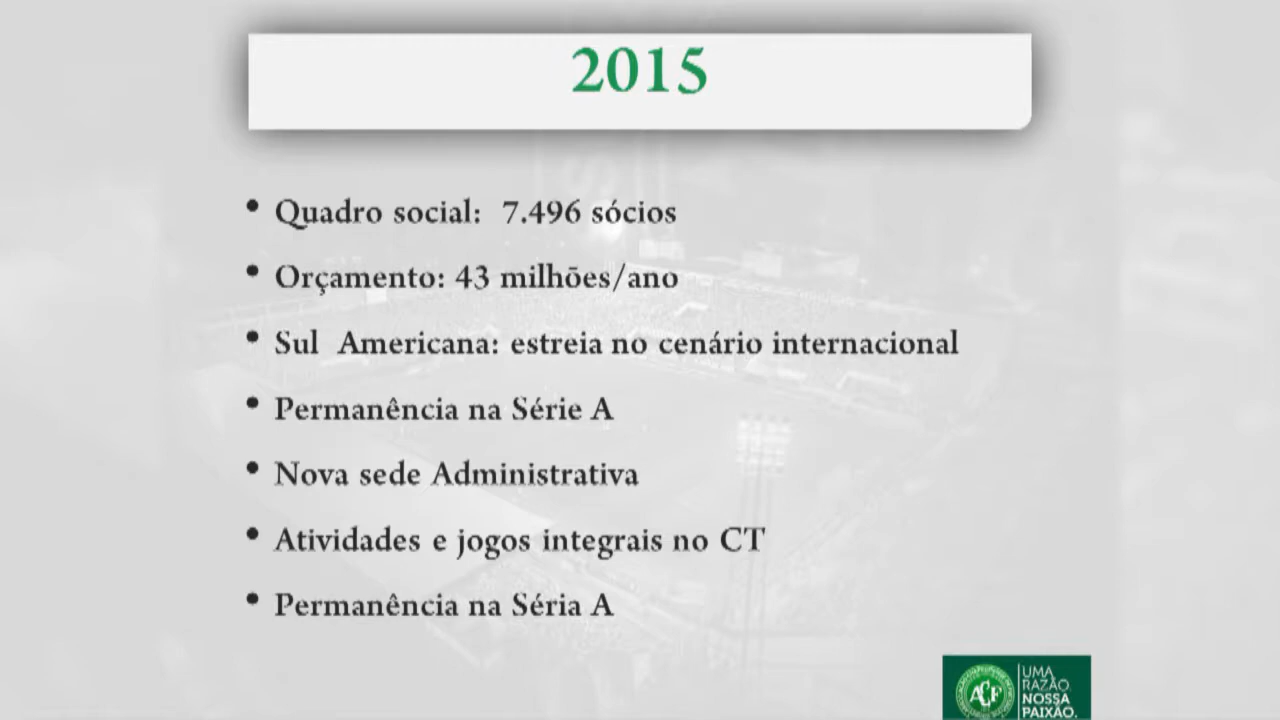 2015
• Quadro social: 7.496 sócios
• Orçamento: 43 milhões/ano
• Sul Americana: estreia no cenário internacional
• Permanência na Série A
• Nova sede Administrativa
• Atividades e jogos integrais no CT
• Permanência na Séria A
ACF
UMA
RAZÃO.
NOSSA
PAIXÃO.